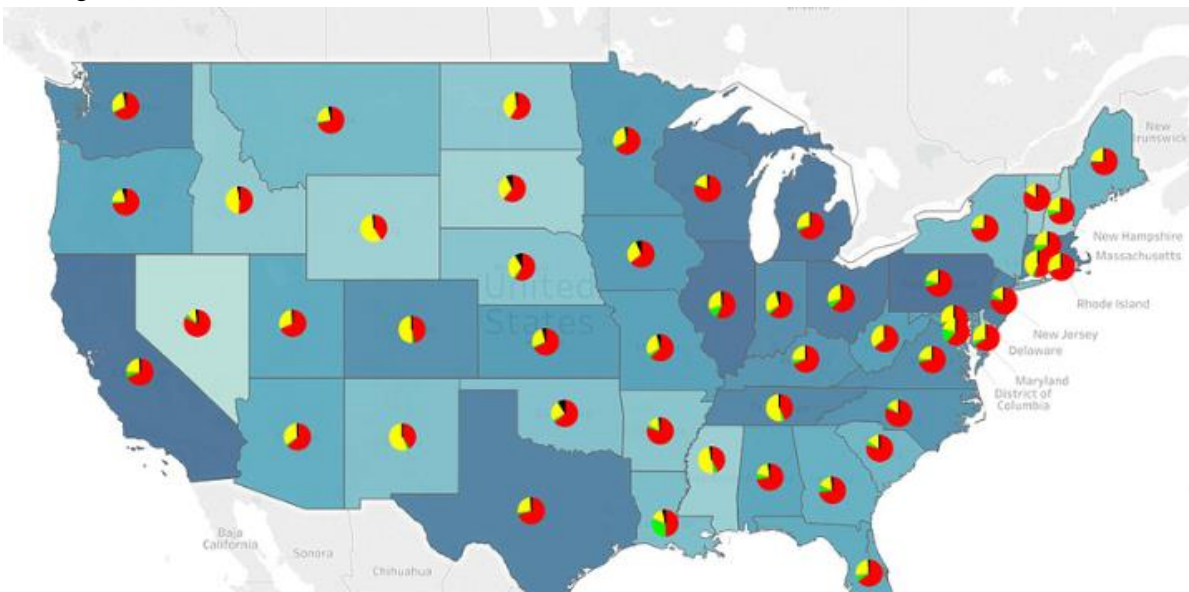 New
Brunswick
New Hampshire
Massachusetts
Rhode Island
New Jersey
Delaware
Maryland
District of
Columbia
United
States
Baja
California
Sonora
Chihuahua